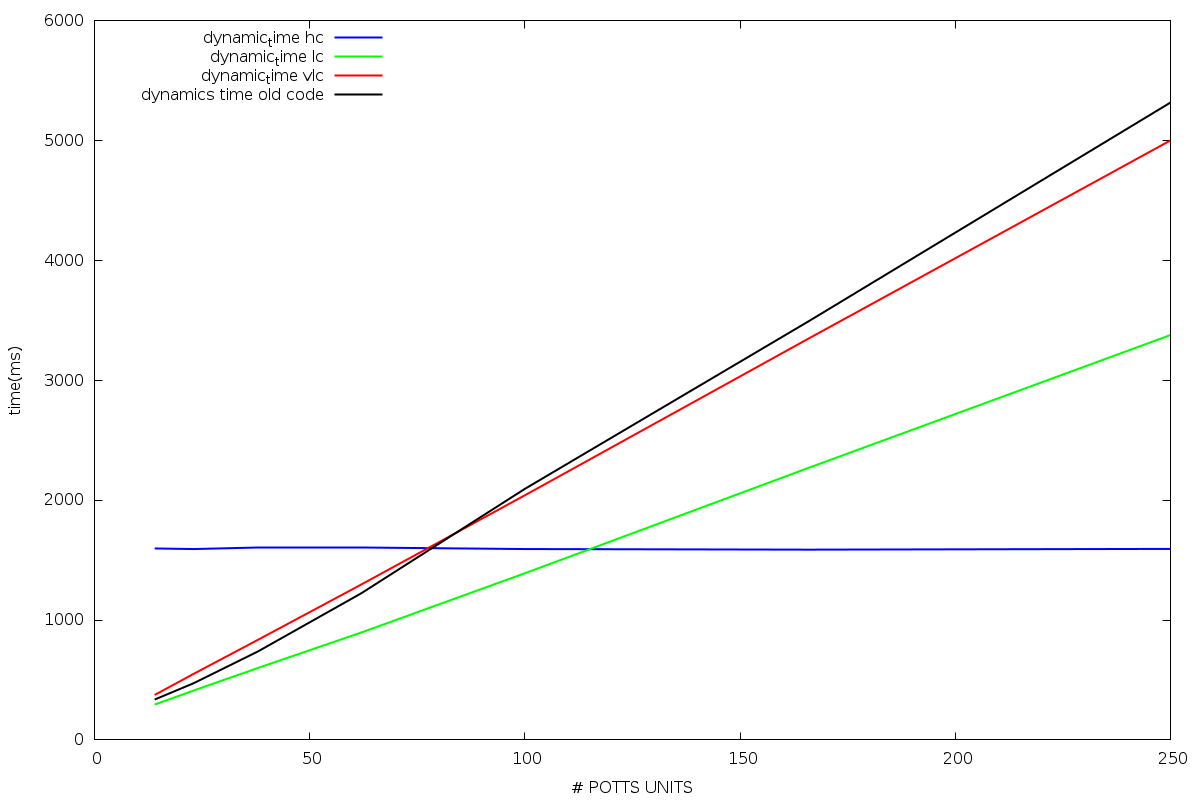 6000
5000
4000
3000
2000
1000
0
dynamic_time hc
dynamic_time lc
dynamic_time vlc
dynamics time old code
time(ms)
0 50 100 150 200 250
# POTTS UNITS